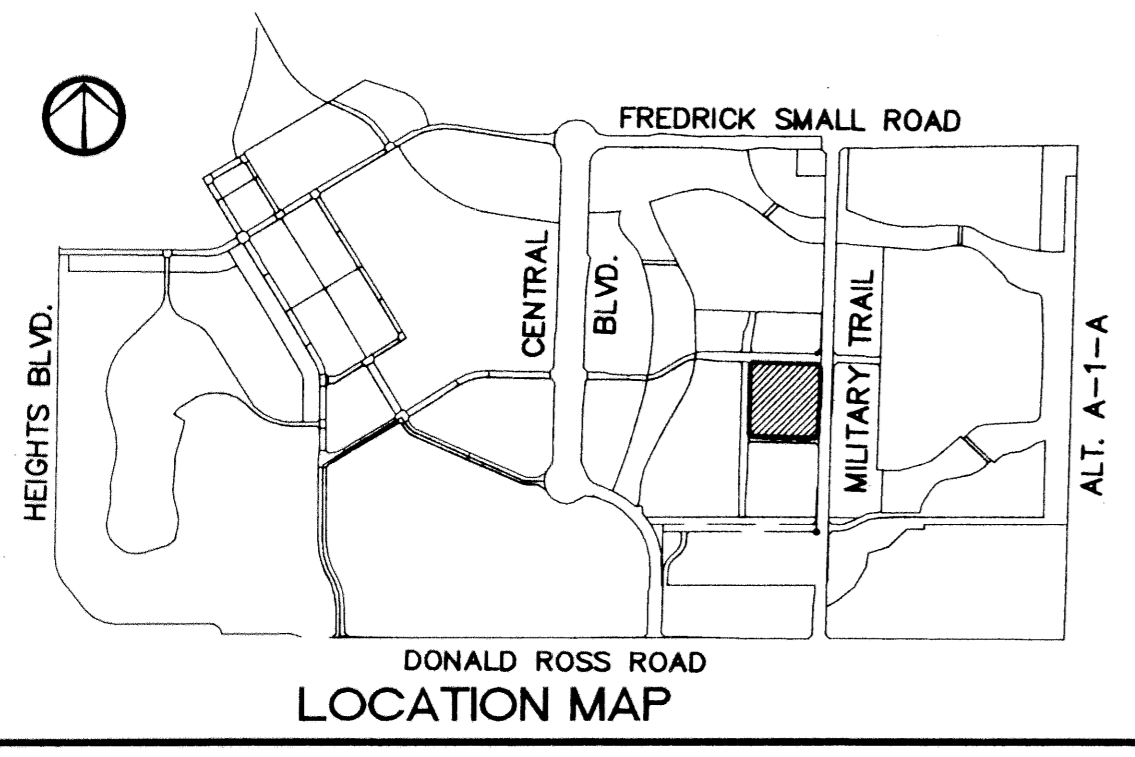 FREDRICK SMALL ROAD
CENTRAL
BLVD.
MILITARY TRAIL
HEIGHTS BLVD.
ALT. A-1-A
DONALD ROSS ROAD
LOCATION MAP